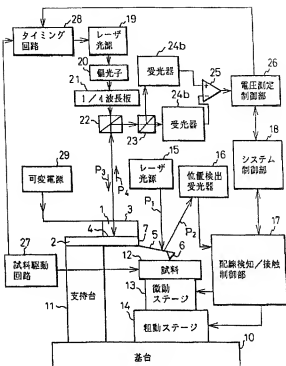 28
タイミング
回路
19
レーザ
光源
20
偏光子
21
1/4波長板
22
23
24b
受光器
24b
受光器
25
26
電圧測定
制御部
18
システム
制御部
29
可変電源
15
レーザ
光源
16
位置検出
受光器
P3
P4
P1
P2
1
3
4
7
2
5
6
27
試料駆動
回路
12
試料
13
微動
ステージ
14
粗動ステージ
11
支持台
17
配線検知/接触
制御部
10
基台